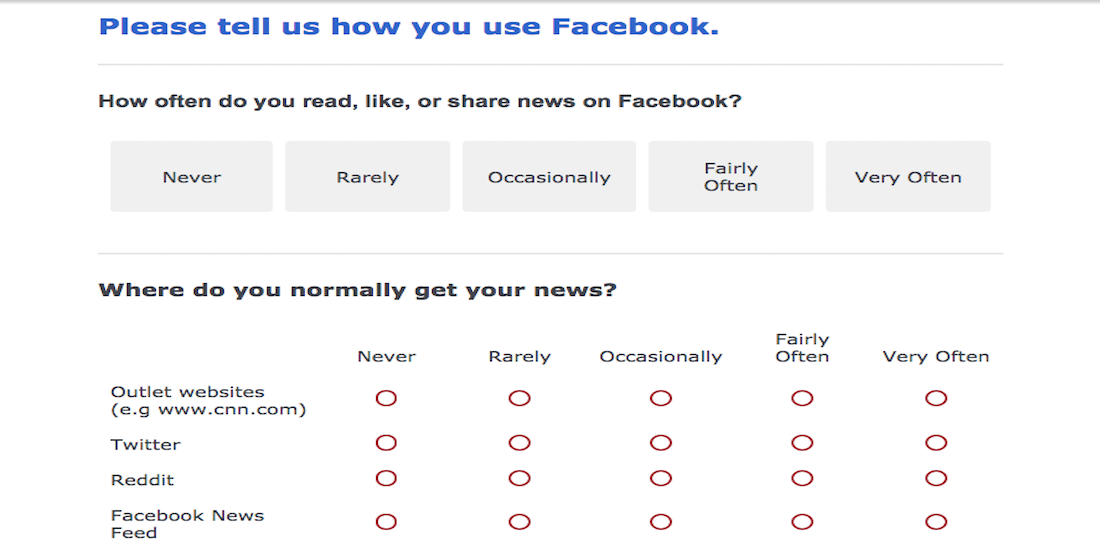 Please tell us how you use Facebook.
How often do you read, like, or share news on Facebook?
Never
Rarely
Occasionally
Fairly
Often
Very Often
Where do you normally get your news?
Never
Rarely
Occasionally
Fairly
Often
Very Often
Outlet websites
(e.g www.cnn.com)
Twitter
Reddit
Facebook News
Feed